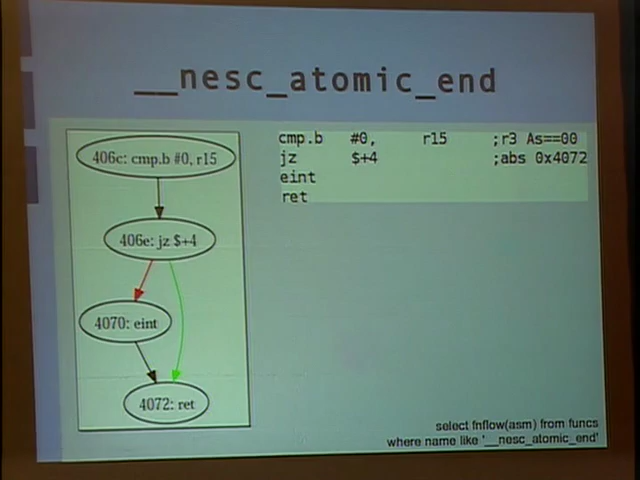 __nesc_atomic_end
406c: cmp.b #0, r15
406e: jz $+4
4070: eint
4072: ret
cmp.b #0, r15 ;r3 As==00
jz $+4 ;abs 0x4072
eint
ret
select fnflow(asm) from funcs
where name like '__nesc_atomic_end'